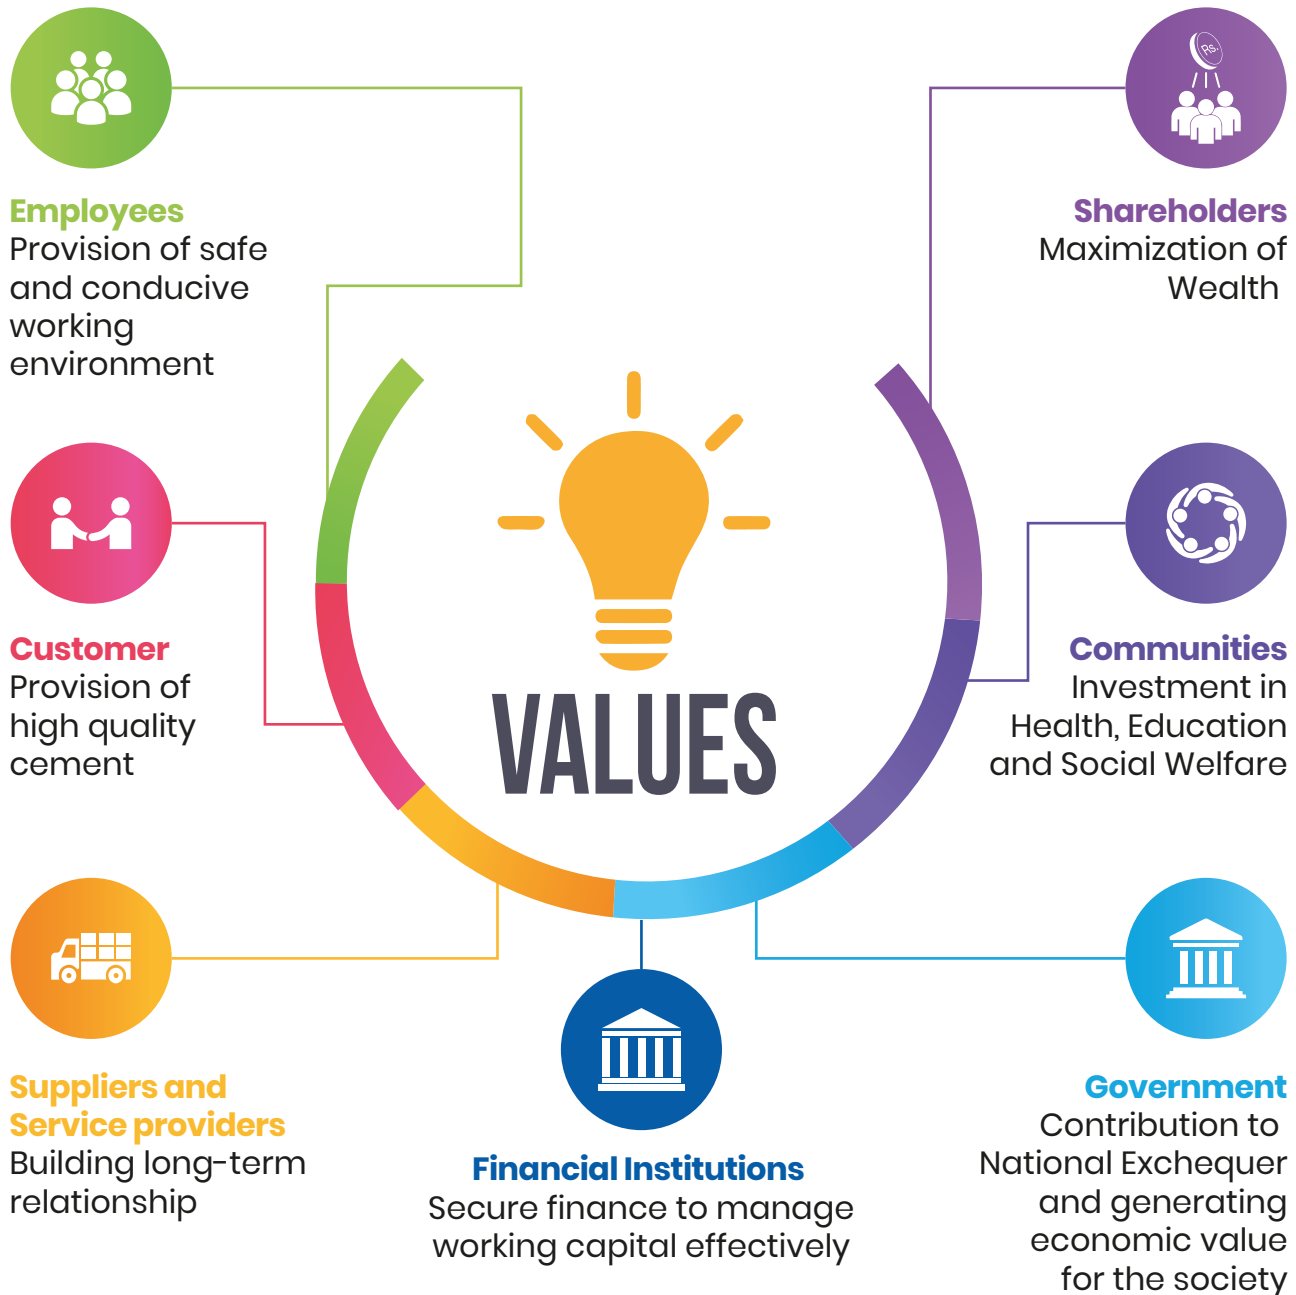 Rs.
Employees
Provision of safe
and conducive
working
environment
Shareholders
Maximization of
Wealth
VALUES
Customer
Provision of
high quality
cement
Communities
Investment in
Health, Education
and Social Welfare
Suppliers and
Service providers
Building long-term
relationship
Financial Institutions
Secure finance to manage
working capital effectively
Government
Contribution to
National Exchequer
and generating
economic value
for the society